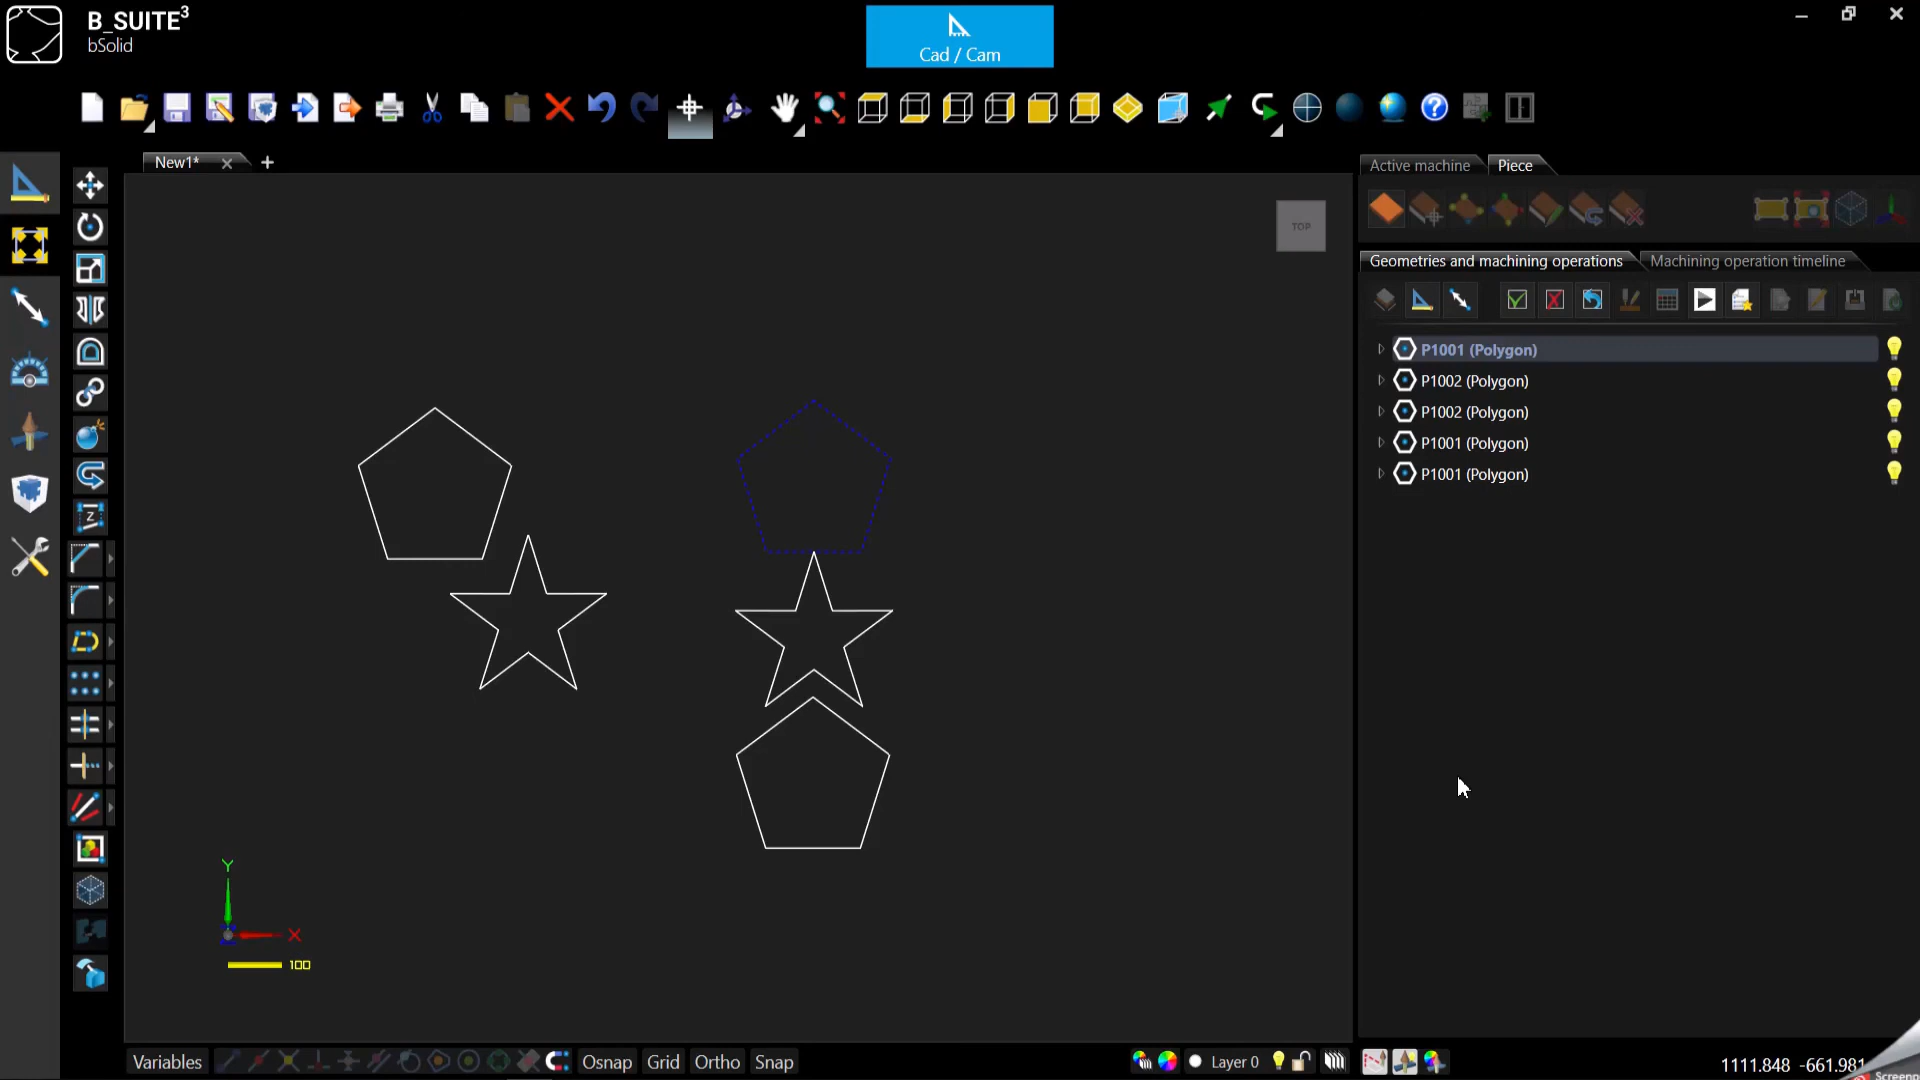 B_SUITE³
bSolid
Cad / Cam
New1*
Active machine
Piece
TOP
Geometries and machining operations
Machining operation timeline
P1001 (Polygon)
P1002 (Polygon)
P1002 (Polygon)
P1001 (Polygon)
P1001 (Polygon)
Z
Y
X
100
Variables
Osnap
Grid
Ortho
Snap
Layer 0
1111.848 -661.981